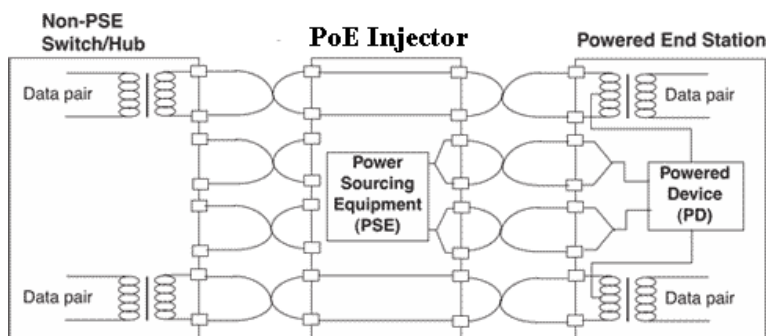 Non-PSE
Switch/Hub
PoE Injector
Powered End Station
Data pair
Data pair
Power
Sourcing
Equipment
(PSE)
Powered
Device
(PD)
Data pair
Data pair